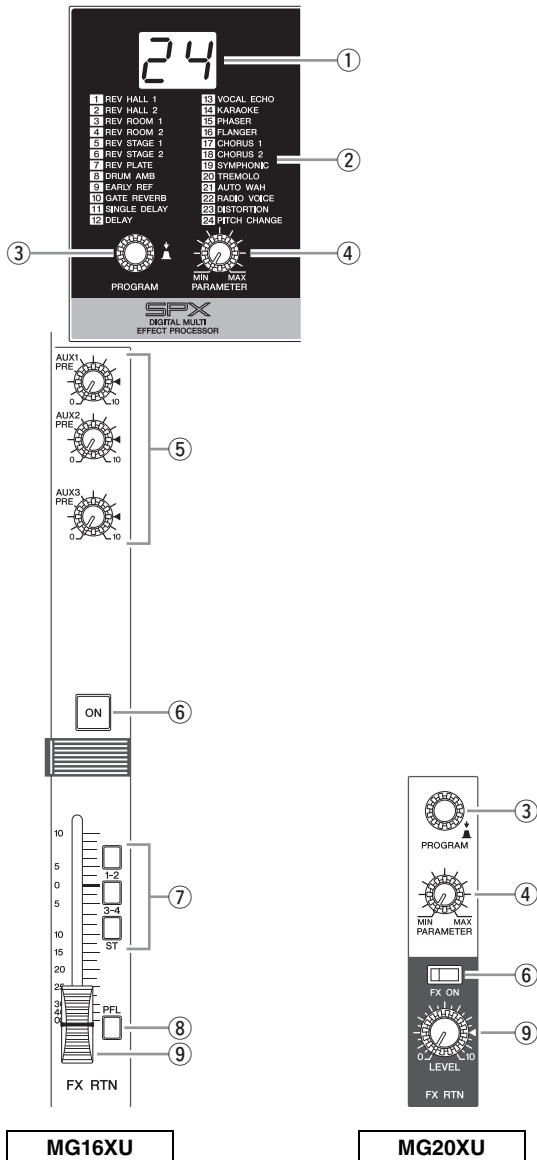 24
①
1 REV HALL 1
2 REV HALL 2
3 REV ROOM 1
4 REV ROOM 2
5 REV STAGE 1
6 REV STAGE 2
7 REV PLATE
8 DRUM AMB
9 EARLY REF
10 GATE REVERB
11 SINGLE DELAY
12 DELAY
13 VOCAL ECHO
14 KARAOKE
15 PHASER
16 FLANGER
17 CHORUS 1
18 CHORUS 2
19 SYMPHONIC
20 TREMOLO
21 AUTO WAH
22 RADIO VOICE
23 DISTORTION
24 PITCH CHANGE
②
③
④
MIN MAX
PROGRAM PARAMETER
SPX
DIGITAL MULTI
EFFECT PROCESSOR
AUX1
PRE
0 10
AUX2
PRE
0 10
⑤
AUX3
PRE
0 10
ON
⑥
10
5
1-2
0
5
3-4
⑦
10
ST
15
20
25
30
40
PFL
⑧
⑨
FX RTN
MG16XU
③
PROGRAM
④
MIN MAX
PARAMETER
⑥
FX ON
⑨
0 10
LEVEL
FX RTN
MG20XU